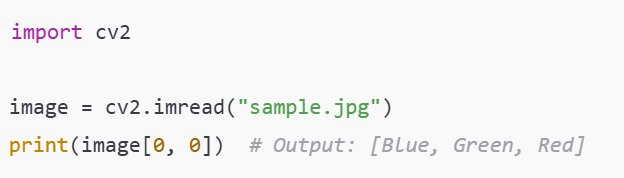 import cv2
image = cv2.imread("sample.jpg")
print(image[0, 0])  # Output: [Blue, Green, Red]